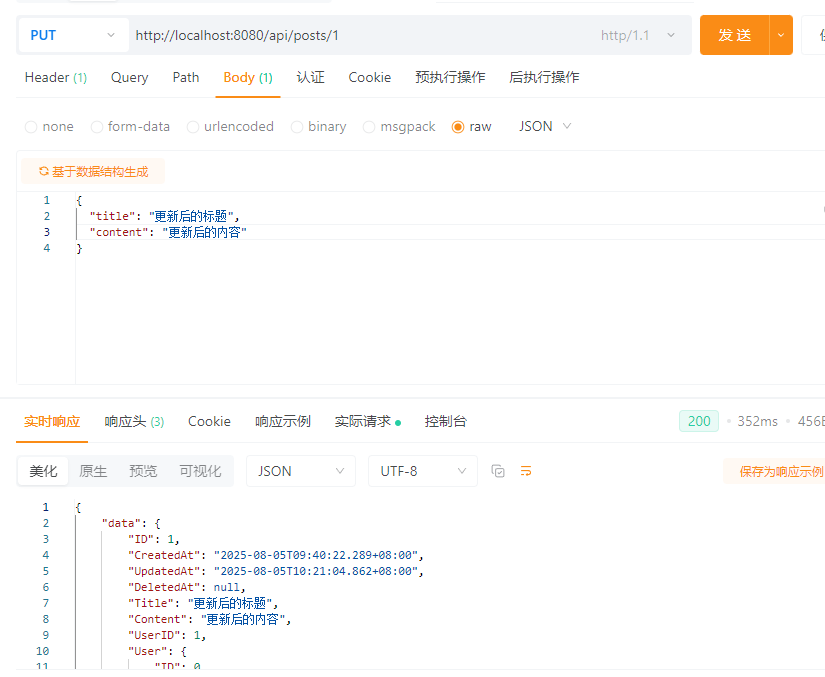 PUT http://localhost:8080/api/posts/1 http/1.1 发 送
Header (1) Query Path Body (1) 认证 Cookie 预执行操作 后执行操作
none form-data urlencoded binary msgpack raw JSON
基于数据结构生成
1 {
2 "title": "更新后的标题",
3 "content": "更新后的内容"
4 }
实时响应 响应头 (3) Cookie 响应示例 实际请求 控制台 200 352ms 456B
美化 原生 预览 可视化 JSON UTF-8 保存为响应示例
1 {
2 "data": {
3 "ID": 1,
4 "CreatedAt": "2025-08-05T09:40:22.289+08:00",
5 "UpdatedAt": "2025-08-05T10:21:04.862+08:00",
6 "DeletedAt": null,
7 "Title": "更新后的标题",
8 "Content": "更新后的内容",
9 "UserID": 1,
10 "User": {
11 "ID": 0